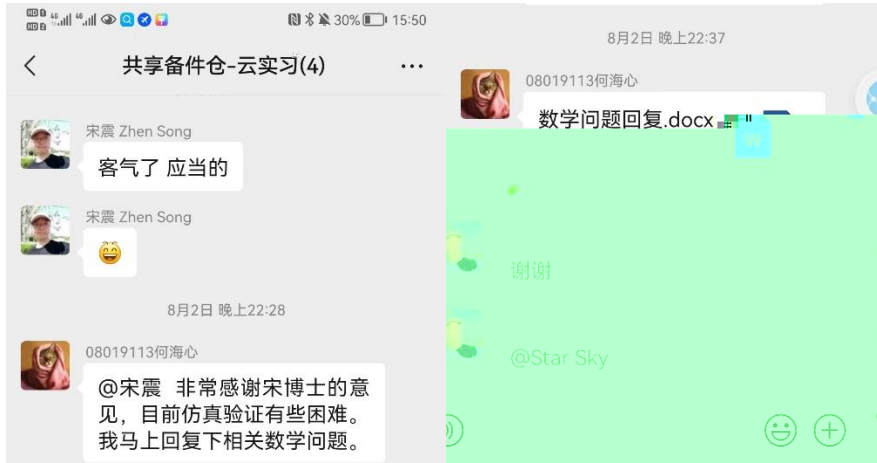 30% 15:50
共享备件仓-云实习(4)
宋震 Zhen Song
客气了 应当的
宋震 Zhen Song
8月2日 晚上22:28
08019113何海心
@宋震 非常感谢宋博士的意
见，目前仿真验证有些困难。
我马上回复下相关数学问题。
8月2日 晚上22:37
08019113何海心
数学问题回复.docx
谢谢
@Star Sky